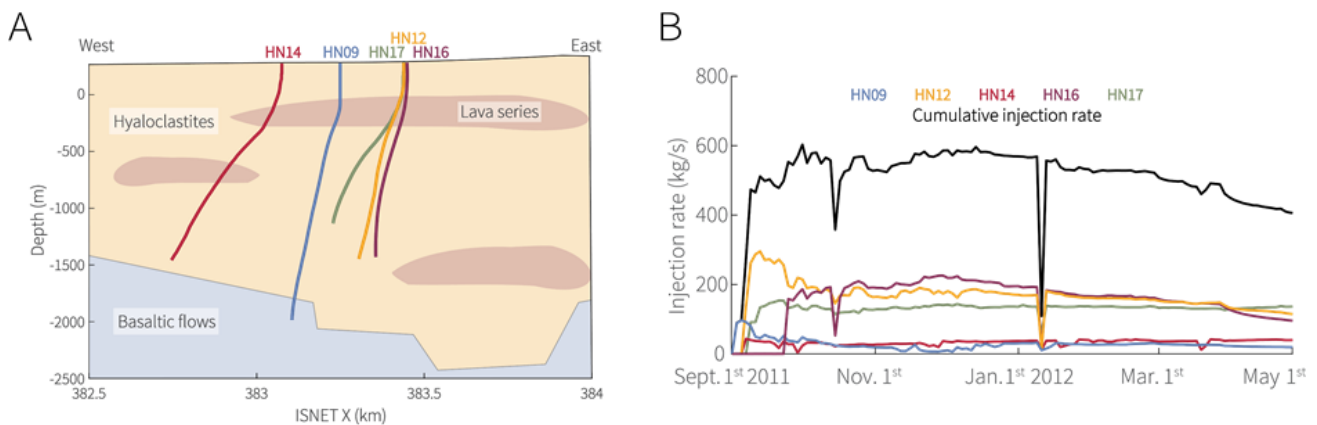 A
West
East
HN12
HN14 HN09 HN17 HN16
0
Hyaloclastites
Lava series
-500
-1000
-1500
Basaltic flows
-2000
-2500
Depth (m)
382.5 383 383.5 384
ISNET X (km)
B
800
HN09 HN12 HN14 HN16 HN17
Cumulative injection rate
600
400
200
0
Injection rate (kg/s)
Sept. 1st 2011 Nov. 1st Jan. 1st 2012 Mar. 1st May 1st